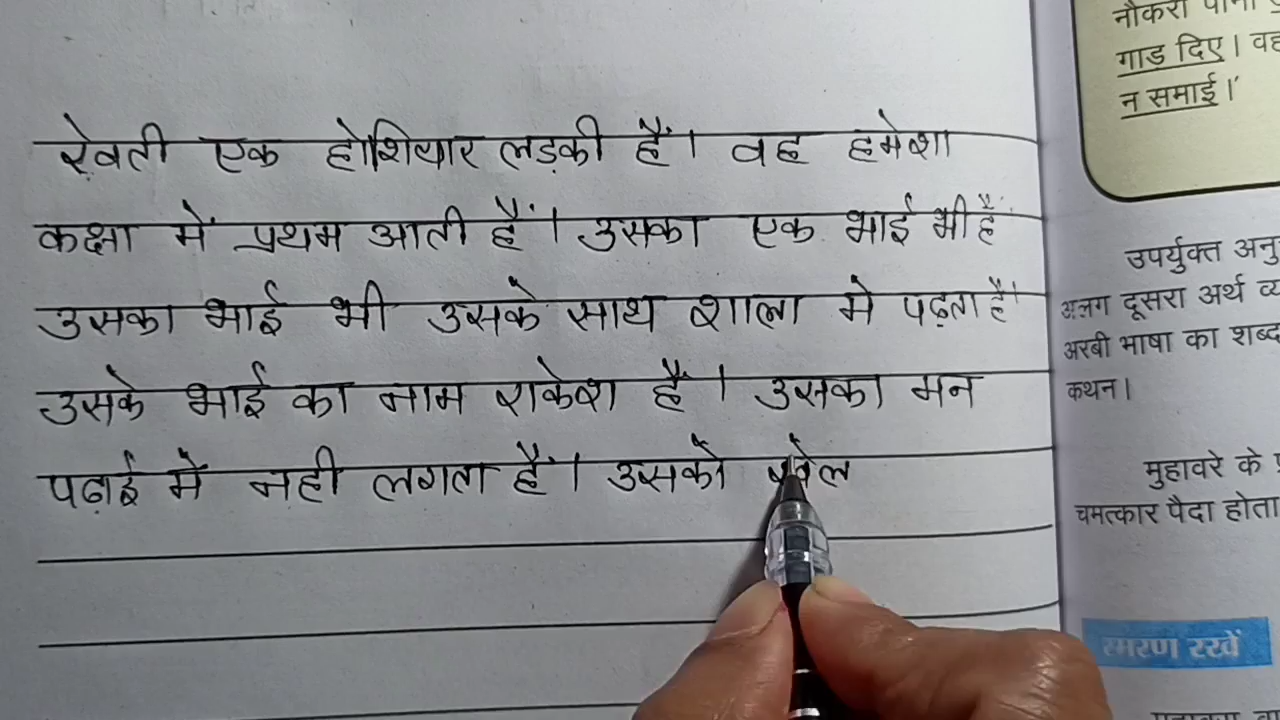 रेवती एक होशियार लड़की हैं। वह हमेशा
कक्षा में प्रथम आती हैं। उसका एक भाई भी हैं
उसका भाई भी उसके साथ शाला मे पढ़ता हैं।
उसके भाई का नाम राकेश हैं। उसका मन
पढ़ाई में नही लगता हैं। उसको खेल
नौकरी
गाड़ दिए। वह
न समाई।'
उपर्युक्त
अलग दूसरा अर्थ
अरबी भाषा का शब्द
कथन।
मुहावरे के
चमत्कार पैदा होता
स्मरण रखें